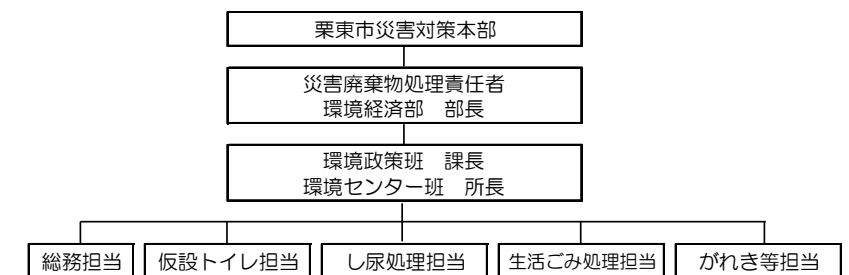 栗東市災害対策本部
災害廃棄物処理責任者
環境経済部　部長
環境政策班　課長
環境センター班　所長
総務担当
仮設トイレ担当
し尿処理担当
生活ごみ処理担当
がれき等担当